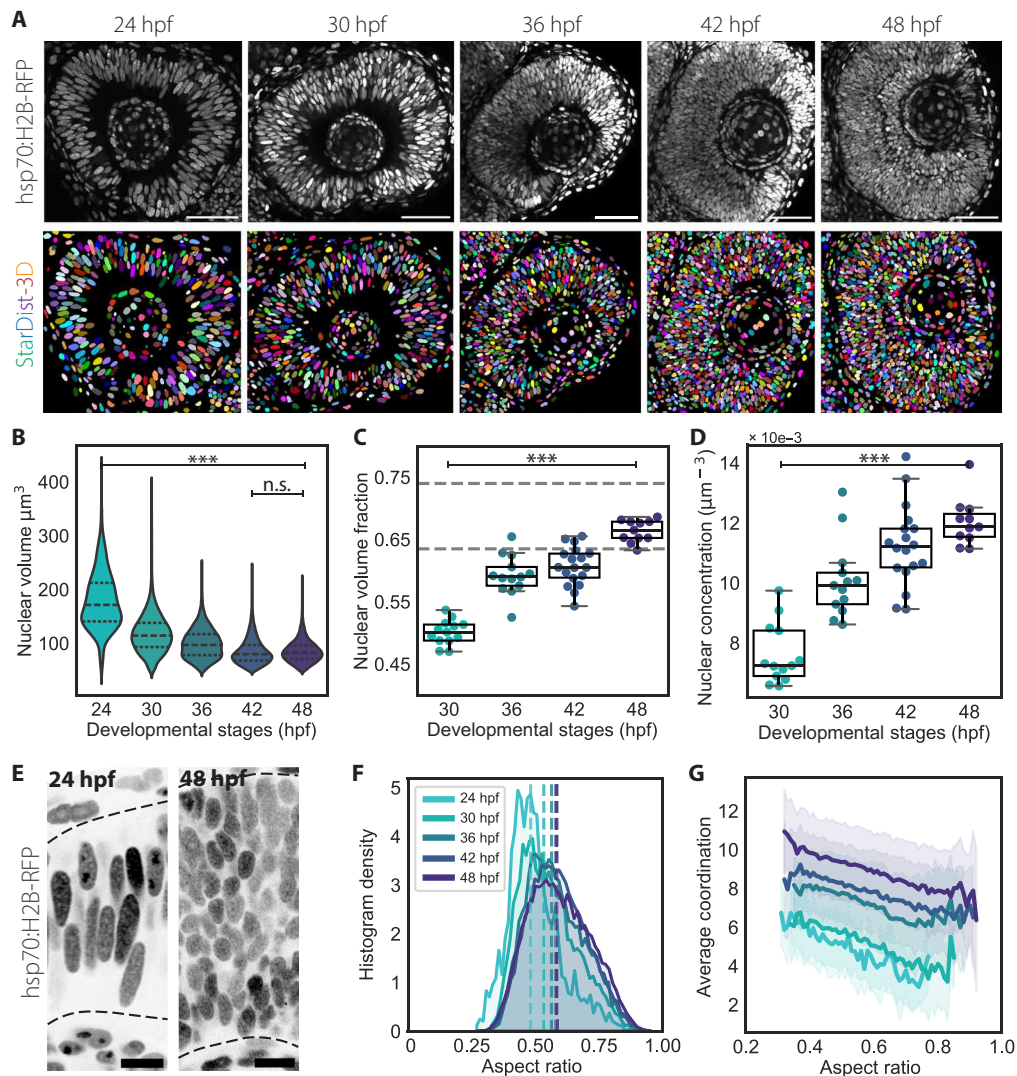 A
24 hpf
30 hpf
36 hpf
42 hpf
48 hpf
hsp70:H2B-RFP
StarDist-3D
B
Nuclear volume μm³
400
300
200
100
***
n.s.
24
30
36
42
48
Developmental stages (hpf)
C
Nuclear volume fraction
0.75
0.65
0.55
0.45
***
30
36
42
48
Developmental stages (hpf)
D
× 10e−3
Nuclear concentration (μm⁻³)
14
12
10
8
***
30
36
42
48
Developmental stages (hpf)
E
24 hpf
48 hpf
hsp70:H2B-RFP
F
Histogram density
5
4
3
2
1
0
24 hpf
30 hpf
36 hpf
42 hpf
48 hpf
0
0.25
0.50
0.75
1.00
Aspect ratio
G
Average coordination
12
10
8
6
4
2
0.2
0.4
0.6
0.8
1.0
Aspect ratio